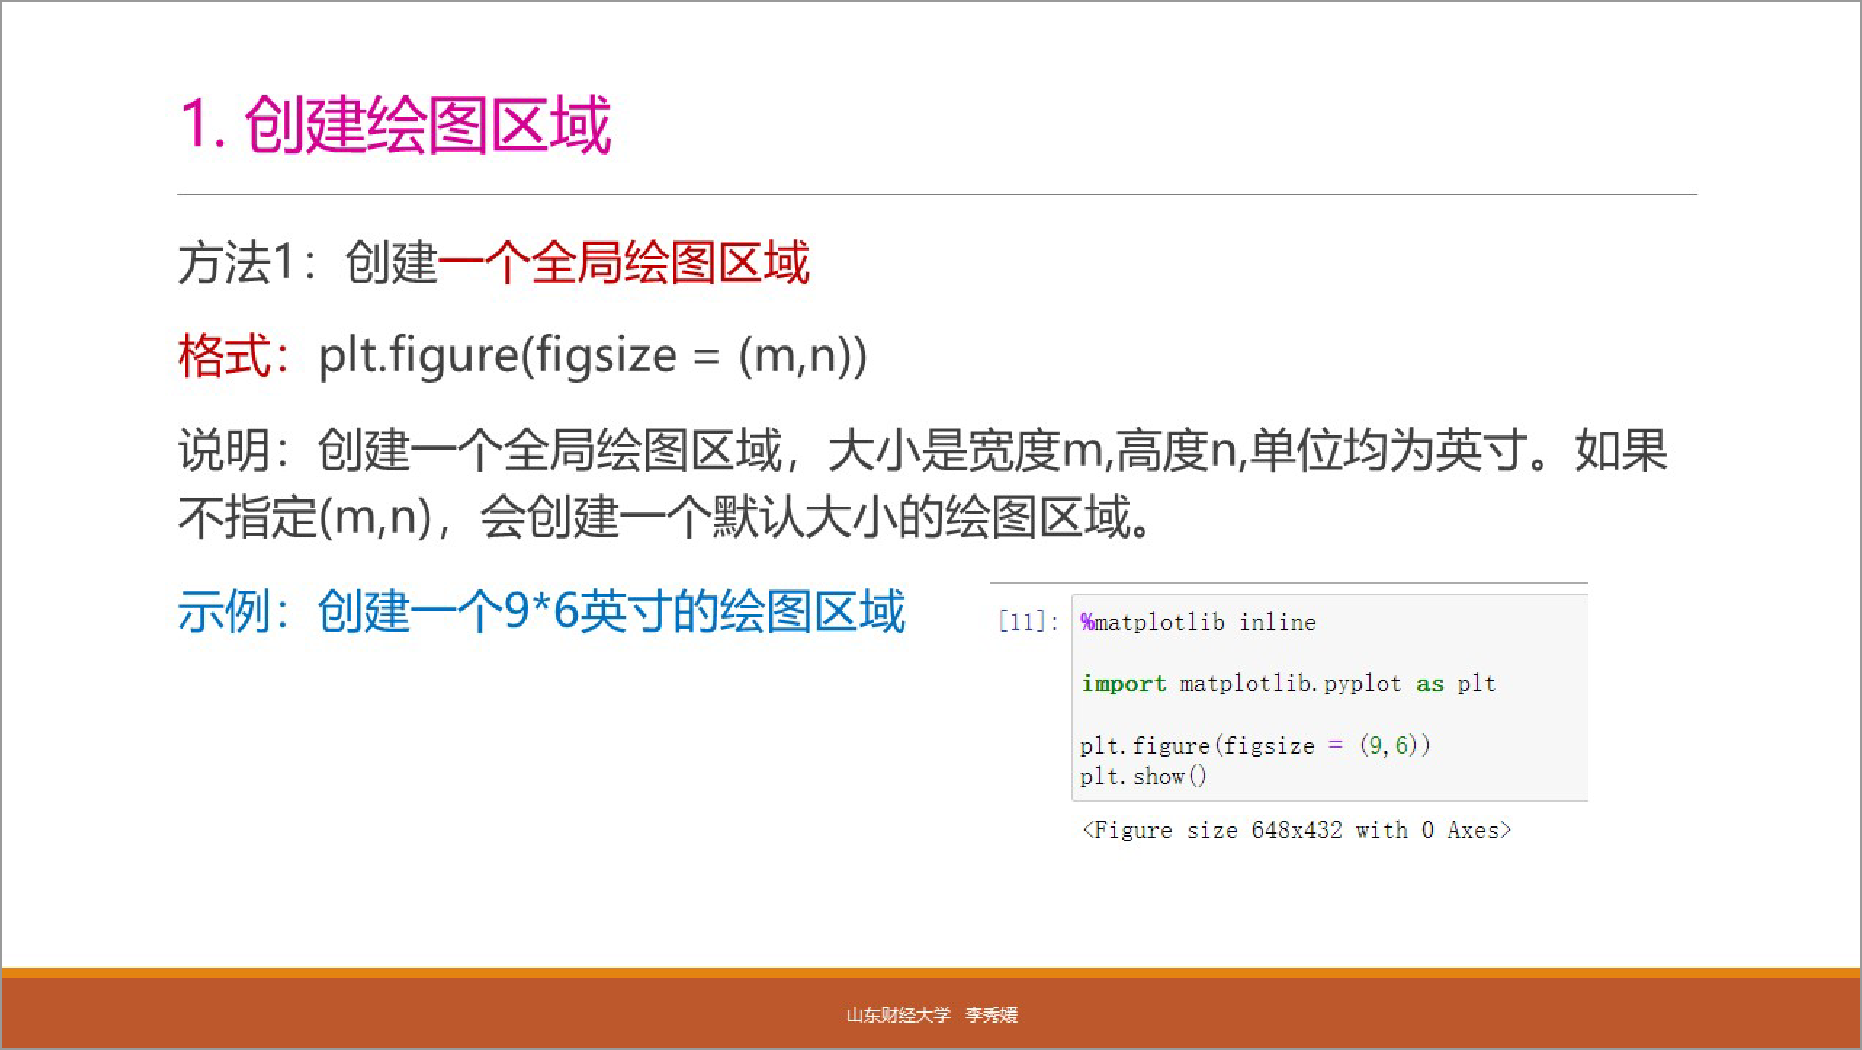 1. 创建绘图区域
方法1：创建一个全局绘图区域
格式：plt.figure(figsize = (m,n))
说明：创建一个全局绘图区域，大小是宽度m,高度n,单位均为英寸。如果
不指定(m,n)，会创建一个默认大小的绘图区域。
示例：创建一个9*6英寸的绘图区域
[11]: %matplotlib inline
import matplotlib.pyplot as plt
plt.figure(figsize = (9,6))
plt.show()
<Figure size 648x432 with 0 Axes>
山东财经大学 李秀媛